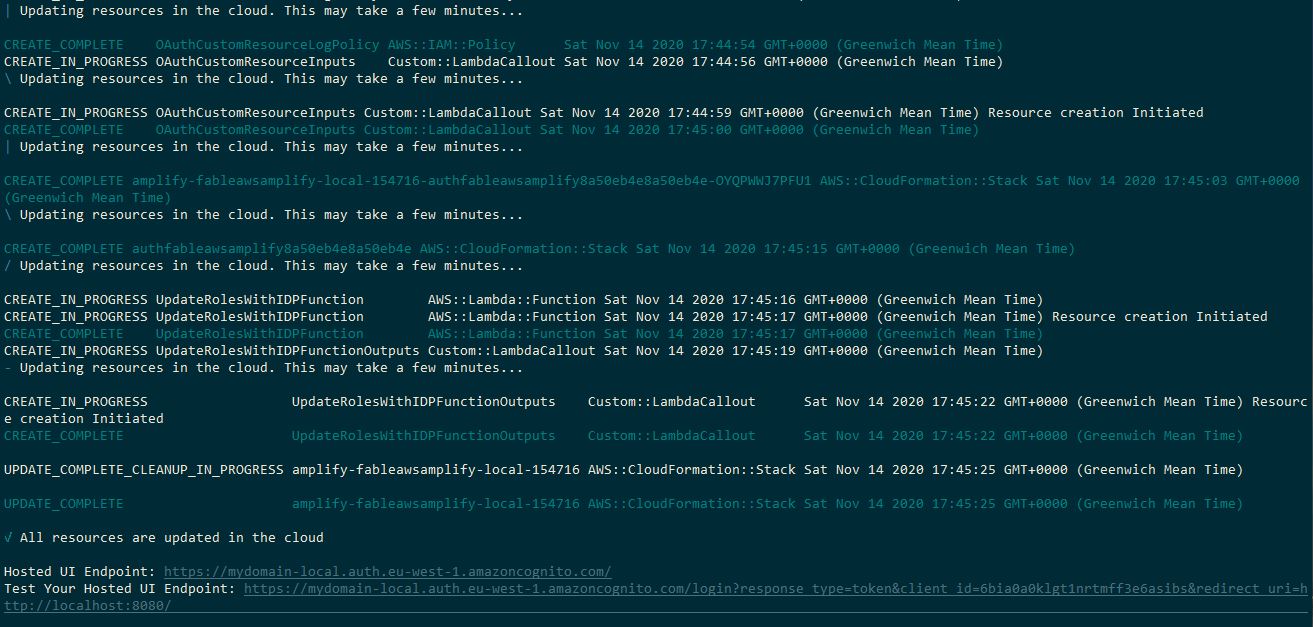 | Updating resources in the cloud. This may take a few minutes...
CREATE_COMPLETE OAuthCustomResourceLogPolicy AWS::IAM::Policy Sat Nov 14 2020 17:44:54 GMT+0000 (Greenwich Mean Time)
CREATE_IN_PROGRESS OAuthCustomResourceInputs Custom::LambdaCallout Sat Nov 14 2020 17:44:56 GMT+0000 (Greenwich Mean Time)
\ Updating resources in the cloud. This may take a few minutes...
CREATE_IN_PROGRESS OAuthCustomResourceInputs Custom::LambdaCallout Sat Nov 14 2020 17:44:59 GMT+0000 (Greenwich Mean Time) Resource creation Initiated
CREATE_COMPLETE OAuthCustomResourceInputs Custom::LambdaCallout Sat Nov 14 2020 17:45:00 GMT+0000 (Greenwich Mean Time)
| Updating resources in the cloud. This may take a few minutes...
CREATE_COMPLETE amplify-fableawsamplify-local-154716-authfableawsamplify8a50eb4e8a50eb4e-OYQPWWJ7PFU1 AWS::CloudFormation::Stack Sat Nov 14 2020 17:45:03 GMT+0000
(Greenwich Mean Time)
\ Updating resources in the cloud. This may take a few minutes...
CREATE_COMPLETE authfableawsamplify8a50eb4e8a50eb4e AWS::CloudFormation::Stack Sat Nov 14 2020 17:45:15 GMT+0000 (Greenwich Mean Time)
/ Updating resources in the cloud. This may take a few minutes...
CREATE_IN_PROGRESS UpdateRolesWithIDPFunction AWS::Lambda::Function Sat Nov 14 2020 17:45:16 GMT+0000 (Greenwich Mean Time)
CREATE_IN_PROGRESS UpdateRolesWithIDPFunction AWS::Lambda::Function Sat Nov 14 2020 17:45:17 GMT+0000 (Greenwich Mean Time) Resource creation Initiated
CREATE_COMPLETE UpdateRolesWithIDPFunction AWS::Lambda::Function Sat Nov 14 2020 17:45:17 GMT+0000 (Greenwich Mean Time)
CREATE_IN_PROGRESS UpdateRolesWithIDPFunctionOutputs Custom::LambdaCallout Sat Nov 14 2020 17:45:19 GMT+0000 (Greenwich Mean Time)
- Updating resources in the cloud. This may take a few minutes...
CREATE_IN_PROGRESS UpdateRolesWithIDPFunctionOutputs Custom::LambdaCallout Sat Nov 14 2020 17:45:22 GMT+0000 (Greenwich Mean Time) Resourc
e creation Initiated
CREATE_COMPLETE UpdateRolesWithIDPFunctionOutputs Custom::LambdaCallout Sat Nov 14 2020 17:45:22 GMT+0000 (Greenwich Mean Time)
UPDATE_COMPLETE_CLEANUP_IN_PROGRESS amplify-fableawsamplify-local-154716 AWS::CloudFormation::Stack Sat Nov 14 2020 17:45:25 GMT+0000 (Greenwich Mean Time)
UPDATE_COMPLETE amplify-fableawsamplify-local-154716 AWS::CloudFormation::Stack Sat Nov 14 2020 17:45:25 GMT+0000 (Greenwich Mean Time)
√ All resources are updated in the cloud
Hosted UI Endpoint: https://mydomain-local.auth.eu-west-1.amazoncognito.com/
Test Your Hosted UI Endpoint: https://mydomain-local.auth.eu-west-1.amazoncognito.com/login?response_type=token&client_id=6bia0a0klgt1nrtmff3e6asibs&redirect_uri=h
ttp://localhost:8080/